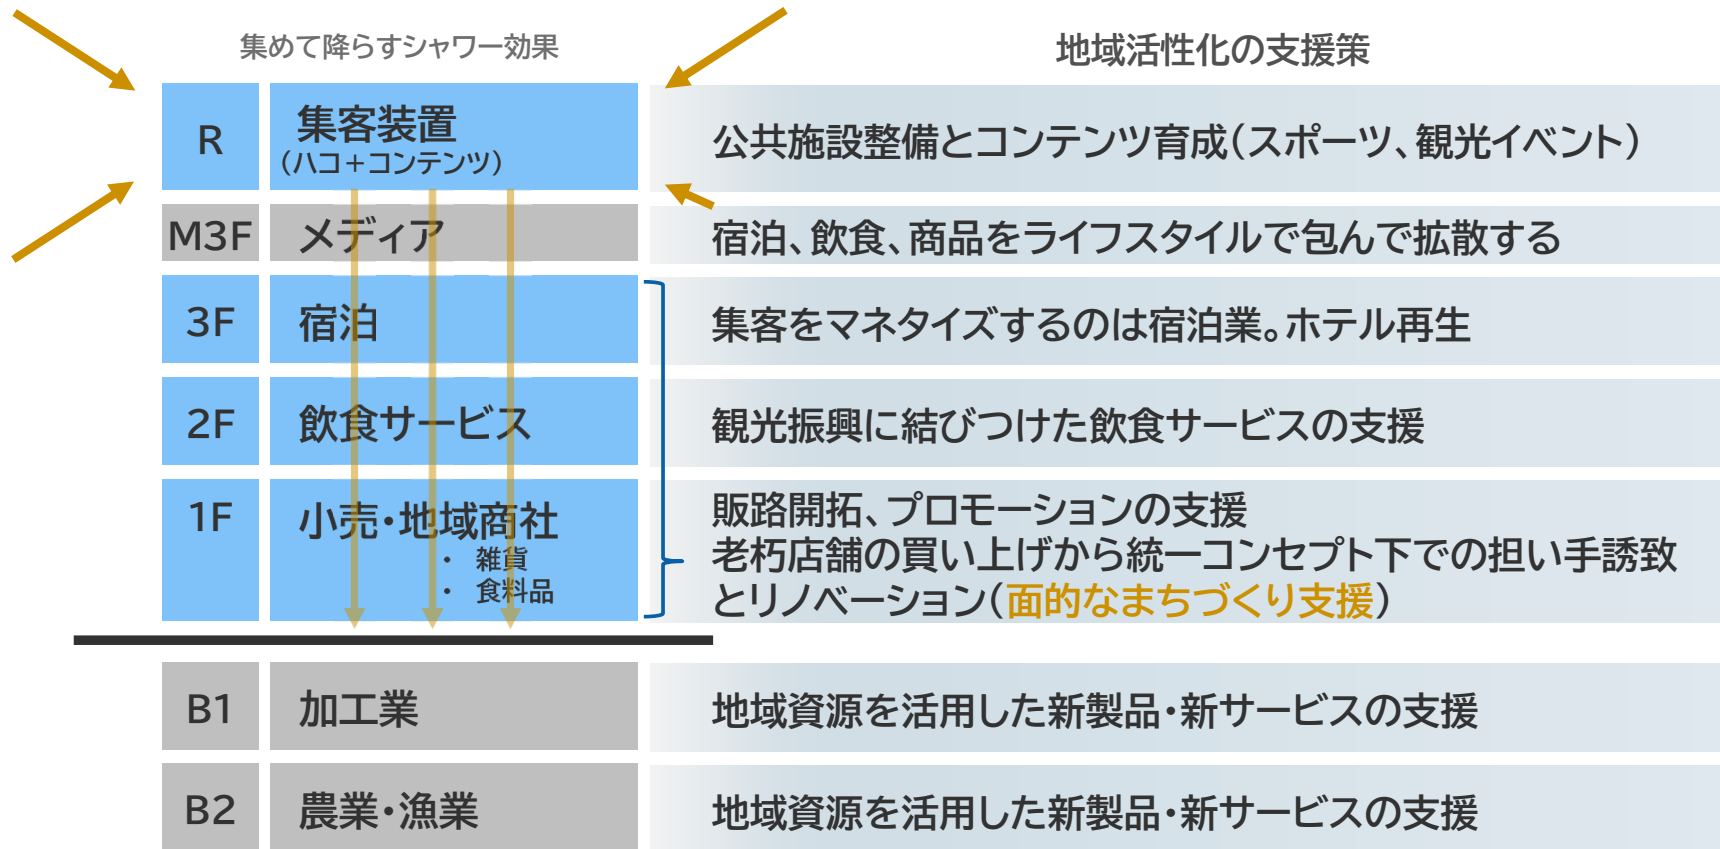 集めて降らすシャワー効果
地域活性化の支援策
R
集客装置
（ハコ＋コンテンツ）
公共施設整備とコンテンツ育成（スポーツ、観光イベント）
M3F
メディア
宿泊、飲食、商品をライフスタイルで包んで拡散する
3F
宿泊
集客をマネタイズするのは宿泊業。ホテル再生
2F
飲食サービス
観光振興に結びつけた飲食サービスの支援
1F
小売・地域商社
・ 雑貨
・ 食料品
販路開拓、プロモーションの支援
老朽店舗の買い上げから統一コンセプト下での担い手誘致
とリノベーション（面的なまちづくり支援）
B1
加工業
地域資源を活用した新製品・新サービスの支援
B2
農業・漁業
地域資源を活用した新製品・新サービスの支援